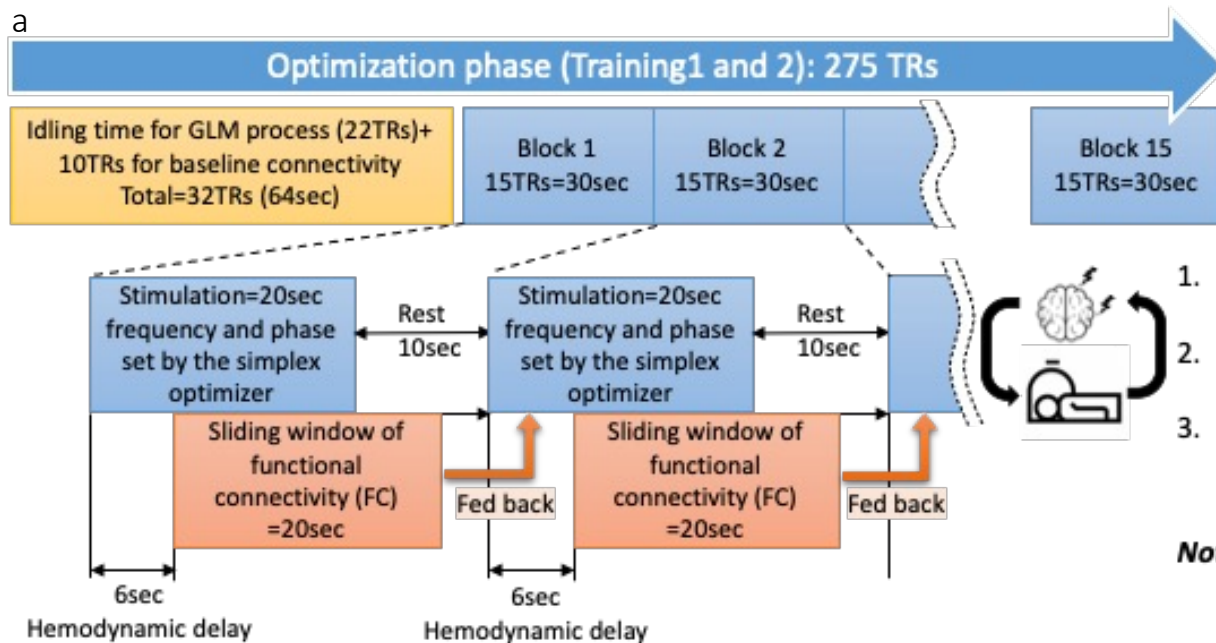 a
Optimization phase (Training1 and 2): 275 TRs
Idling time for GLM process (22TRs)+
10TRs for baseline connectivity
Total=32TRs (64sec)
Block 1
15TRs=30sec
Block 2
15TRs=30sec
Block 15
15TRs=30sec
Stimulation=20sec
frequency and phase
set by the simplex
optimizer
Rest
10sec
Stimulation=20sec
frequency and phase
set by the simplex
optimizer
Rest
10sec
1.
2.
3.
Sliding window of
functional
connectivity (FC)
=20sec
Fed back
Sliding window of
functional
connectivity (FC)
=20sec
Fed back
6sec
Hemodynamic delay
6sec
Hemodynamic delay